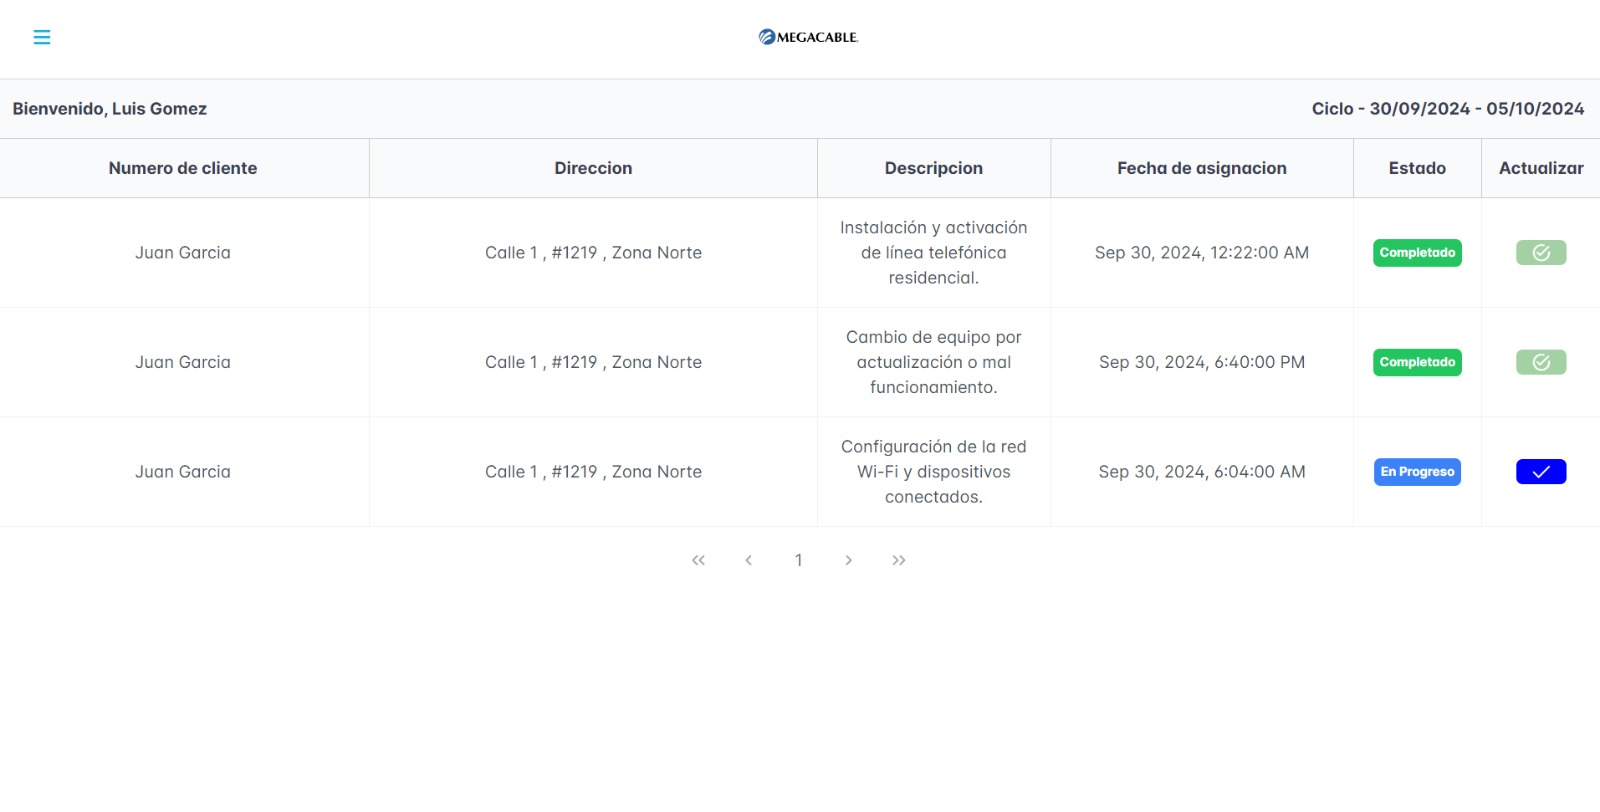 MEGACABLE
Bienvenido, Luis Gomez
Ciclo - 30/09/2024 - 05/10/2024
Numero de cliente
Direccion
Descripcion
Fecha de asignacion
Estado
Actualizar
Juan Garcia
Calle 1 , #1219 , Zona Norte
Instalación y activación
de línea telefónica
residencial.
Sep 30, 2024, 12:22:00 AM
Completado
Juan Garcia
Calle 1 , #1219 , Zona Norte
Cambio de equipo por
actualización o mal
funcionamiento.
Sep 30, 2024, 6:40:00 PM
Completado
Juan Garcia
Calle 1 , #1219 , Zona Norte
Configuración de la red
Wi-Fi y dispositivos
conectados.
Sep 30, 2024, 6:04:00 AM
En Progreso
1